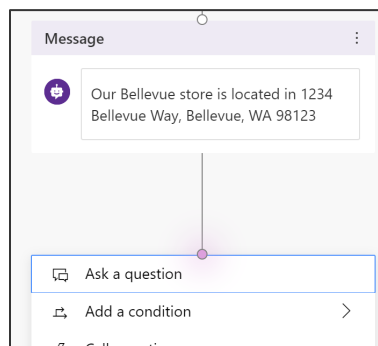 Message
Our Bellevue store is located in 1234
Bellevue Way, Bellevue, WA 98123
Ask a question
Add a condition